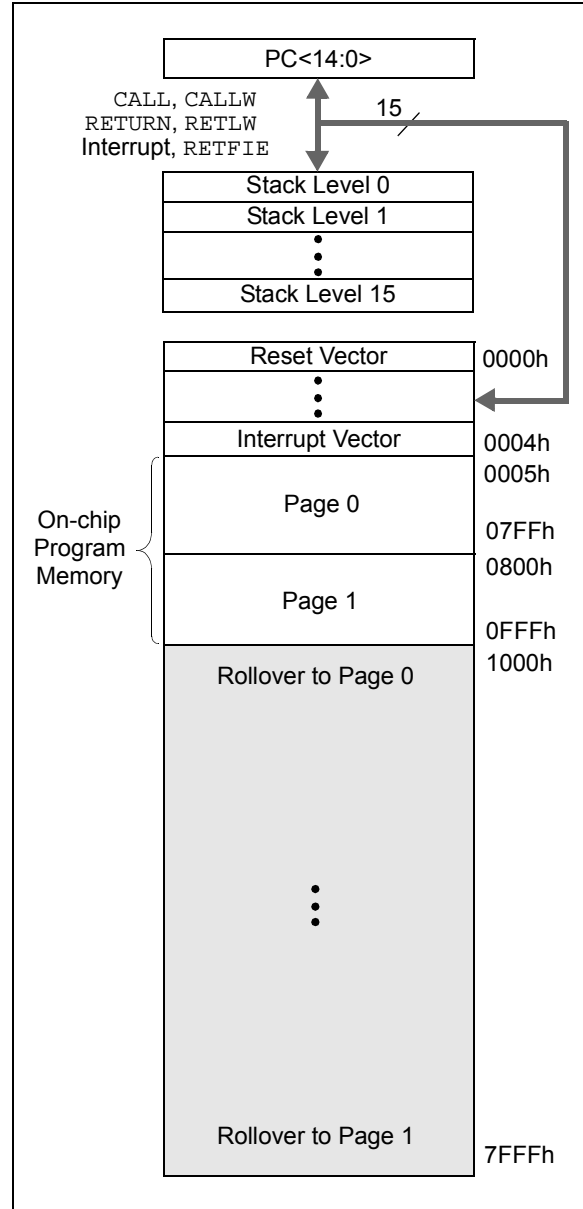 PC<14:0>
CALL, CALLW
RETURN, RETLW
Interrupt, RETFIE
15
Stack Level 0
Stack Level 1
Stack Level 15
Reset Vector
0000h
Interrupt Vector
0004h
0005h
On-chip
Program
Memory
Page 0
07FFh
0800h
Page 1
0FFFh
1000h
Rollover to Page 0
Rollover to Page 1
7FFFh